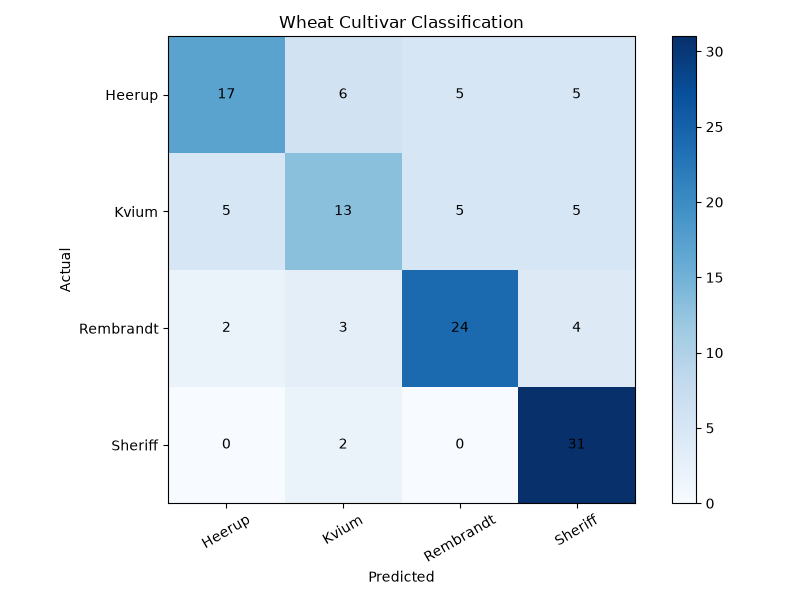 Wheat Cultivar Classification
Heerup 17 6 5 5
Kvium 5 13 5 5
Rembrandt 2 3 24 4
Sheriff 0 2 0 31
Actual
Heerup Kvium Rembrandt Sheriff
Predicted
30
25
20
15
10
5
0